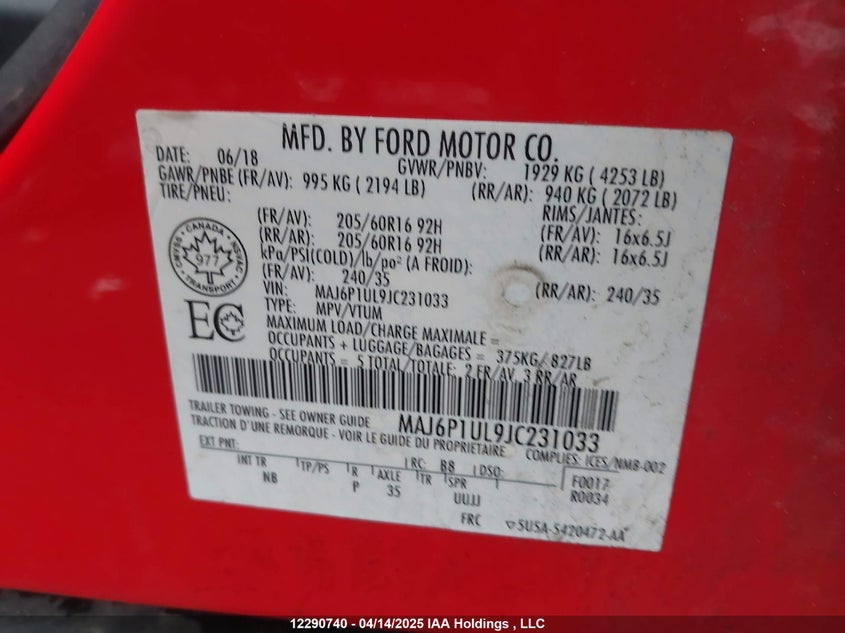 MFD. BY FORD MOTOR CO.
DATE: 06/18 GVWR/PNBV: 1929 KG ( 4253 LB)
GAWR/PNBE (FR/AV): 995 KG ( 2194 LB) (RR/AR): 940 KG ( 2072 LB)
TIRE/PNEU: RIMS/JANTES:
(FR/AV): 205/60R16 92H (FR/AV): 16x6.5J
(RR/AR): 205/60R16 92H (RR/AR): 16x6.5J
kPa/PSI(COLD)/lb/po² (A FROID):
(FR/AV): 240/35 (RR/AR): 240/35
CANADA
977
TRANSPORT
VIN: MAJ6P1UL9JC231033
TYPE: MPV/VTUM
EC
MAXIMUM LOAD/CHARGE MAXIMALE =
OCCUPANTS + LUGGAGE/BAGAGES = 375KG/ 827LB
OCCUPANTS = 5 TOTAL/TOTALE: 2 FR/AV, 3 RR/AR
TRAILER TOWING - SEE OWNER GUIDE MAJ6P1UL9JC231033
TRACTION D'UNE REMORQUE - VOIR LE GUIDE DU PROPRIETAIRE COMPLIES: ICES/NMB-002
EXT PNT: RC: B8 DSO: F0017
INT TR TP/PS R AXLE TR SPR R0034
NB P 35 UUJJ
FRC 5U5A-5420472-AA
12290740 - 04/14/2025 IAA Holdings , LLC